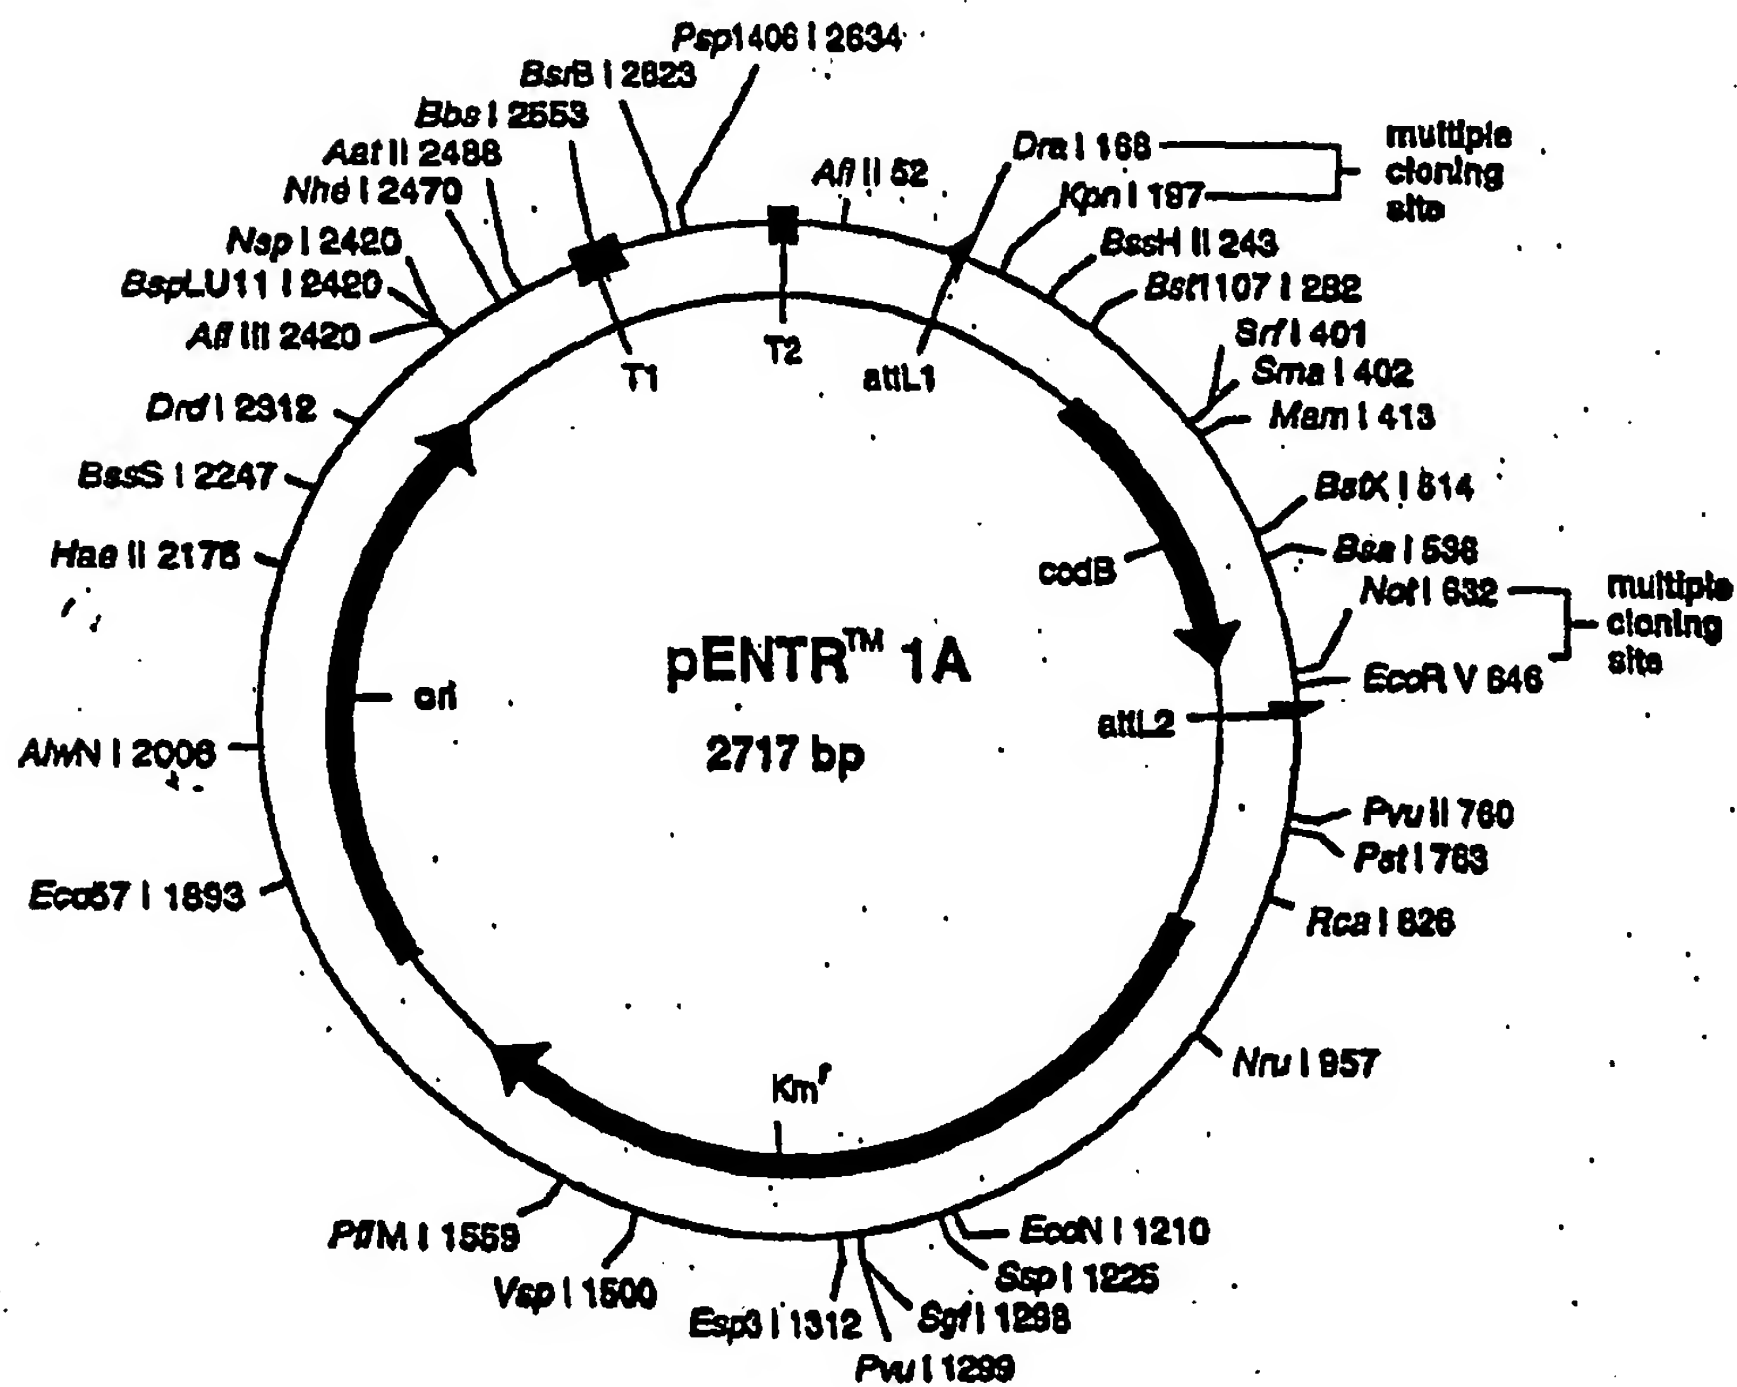 Psp1406 I 2634
BsrB I 2623
Bbs I 2553
Aat II 2488
Nhe I 2470
Nsp I 2420
BspLU11 I 2420
Afl III 2420
Drd I 2312
BssS I 2247
Hae II 2175
AlwN I 2006
Eco57 I 1893
Afl II 52
Dra I 168
Kpn I 187
multiple
cloning
site
BssH II 243
Bst1107 I 282
Srf I 401
Sma I 402
Mam I 413
BstX I 514
Bsa I 538
Not I 632
EcoR V 646
multiple
cloning
site
Pvu II 760
Pst I 763
Rca I 826
Nru I 957
EcoN I 1210
Ssp I 1225
Sgf I 1298
Pvu I 1299
Esp3 I 1312
Vsp I 1500
PflM I 1559
T1
T2
attL1
ccdB
attL2
ori
Kmr
pENTR™ 1A
2717 bp